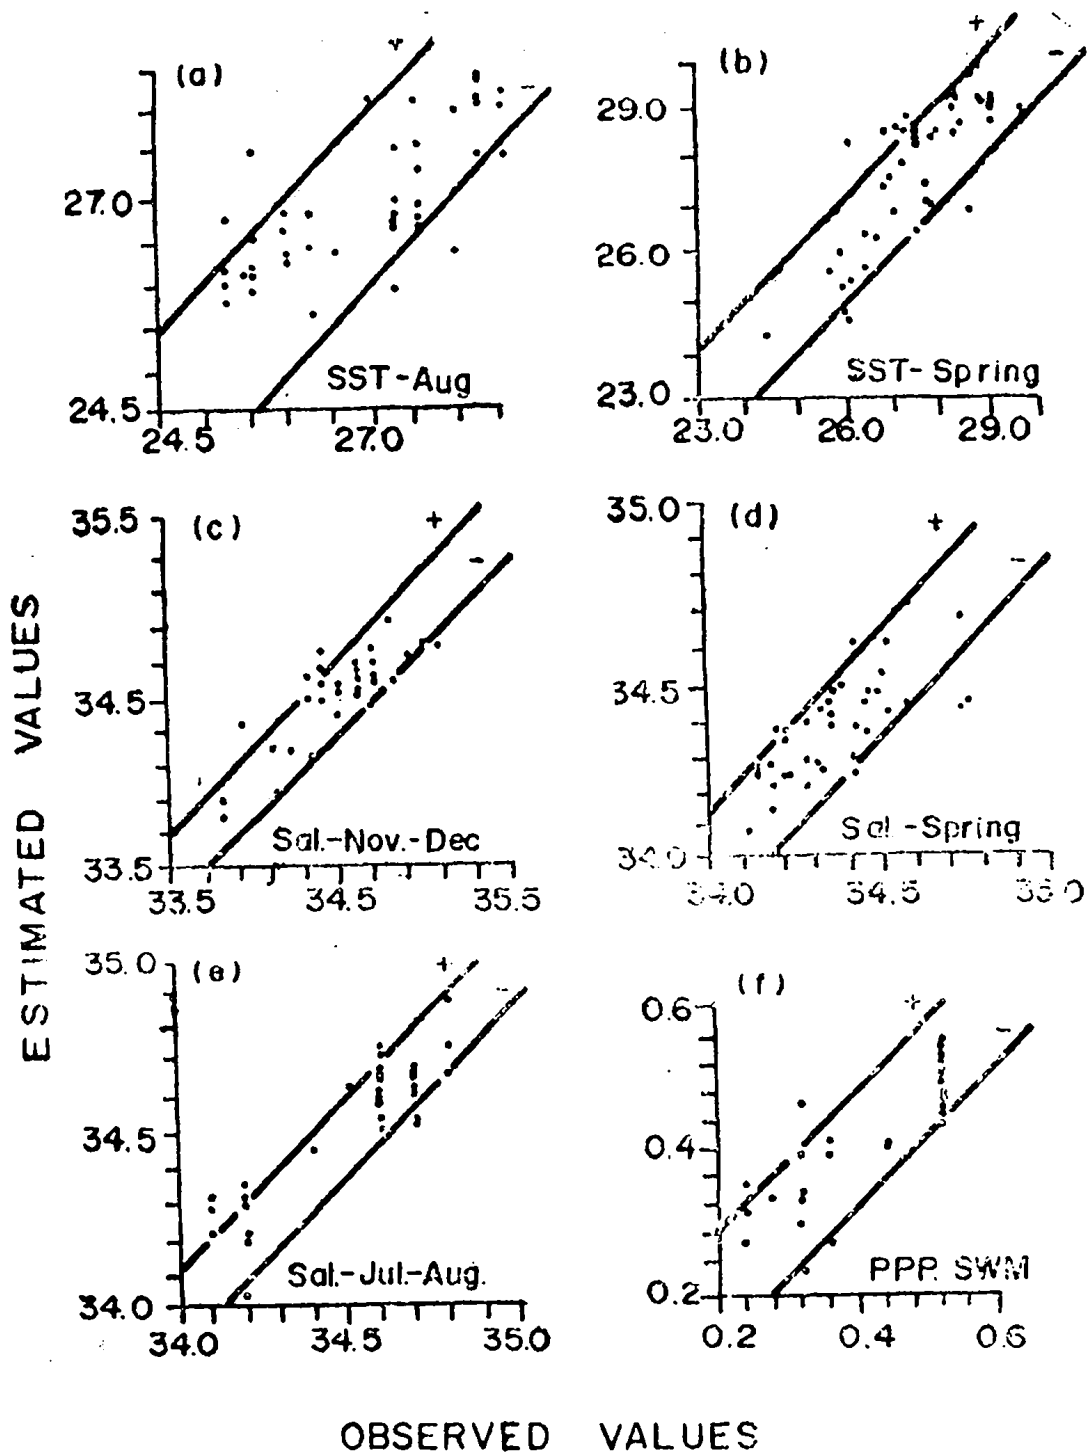 ESTIMATED VALUES
(a)
+
-
27.0
24.5
SST-Aug
24.5 27.0
(b)
+
-
29.0
26.0
23.0
SST-Spring
23.0 26.0 29.0
(c)
+
-
35.5
34.5
33.5
Sal.-Nov.-Dec
33.5 34.5 35.5
(d)
+
-
35.0
34.5
34.0
Sal.-Spring
34.0 34.5 35.0
(e)
+
-
35.0
34.5
34.0
Sal.-Jul.-Aug.
34.0 34.5 35.0
(f)
+
-
0.6
0.4
0.2
PPP. SWM
0.2 0.4 0.6
OBSERVED VALUES